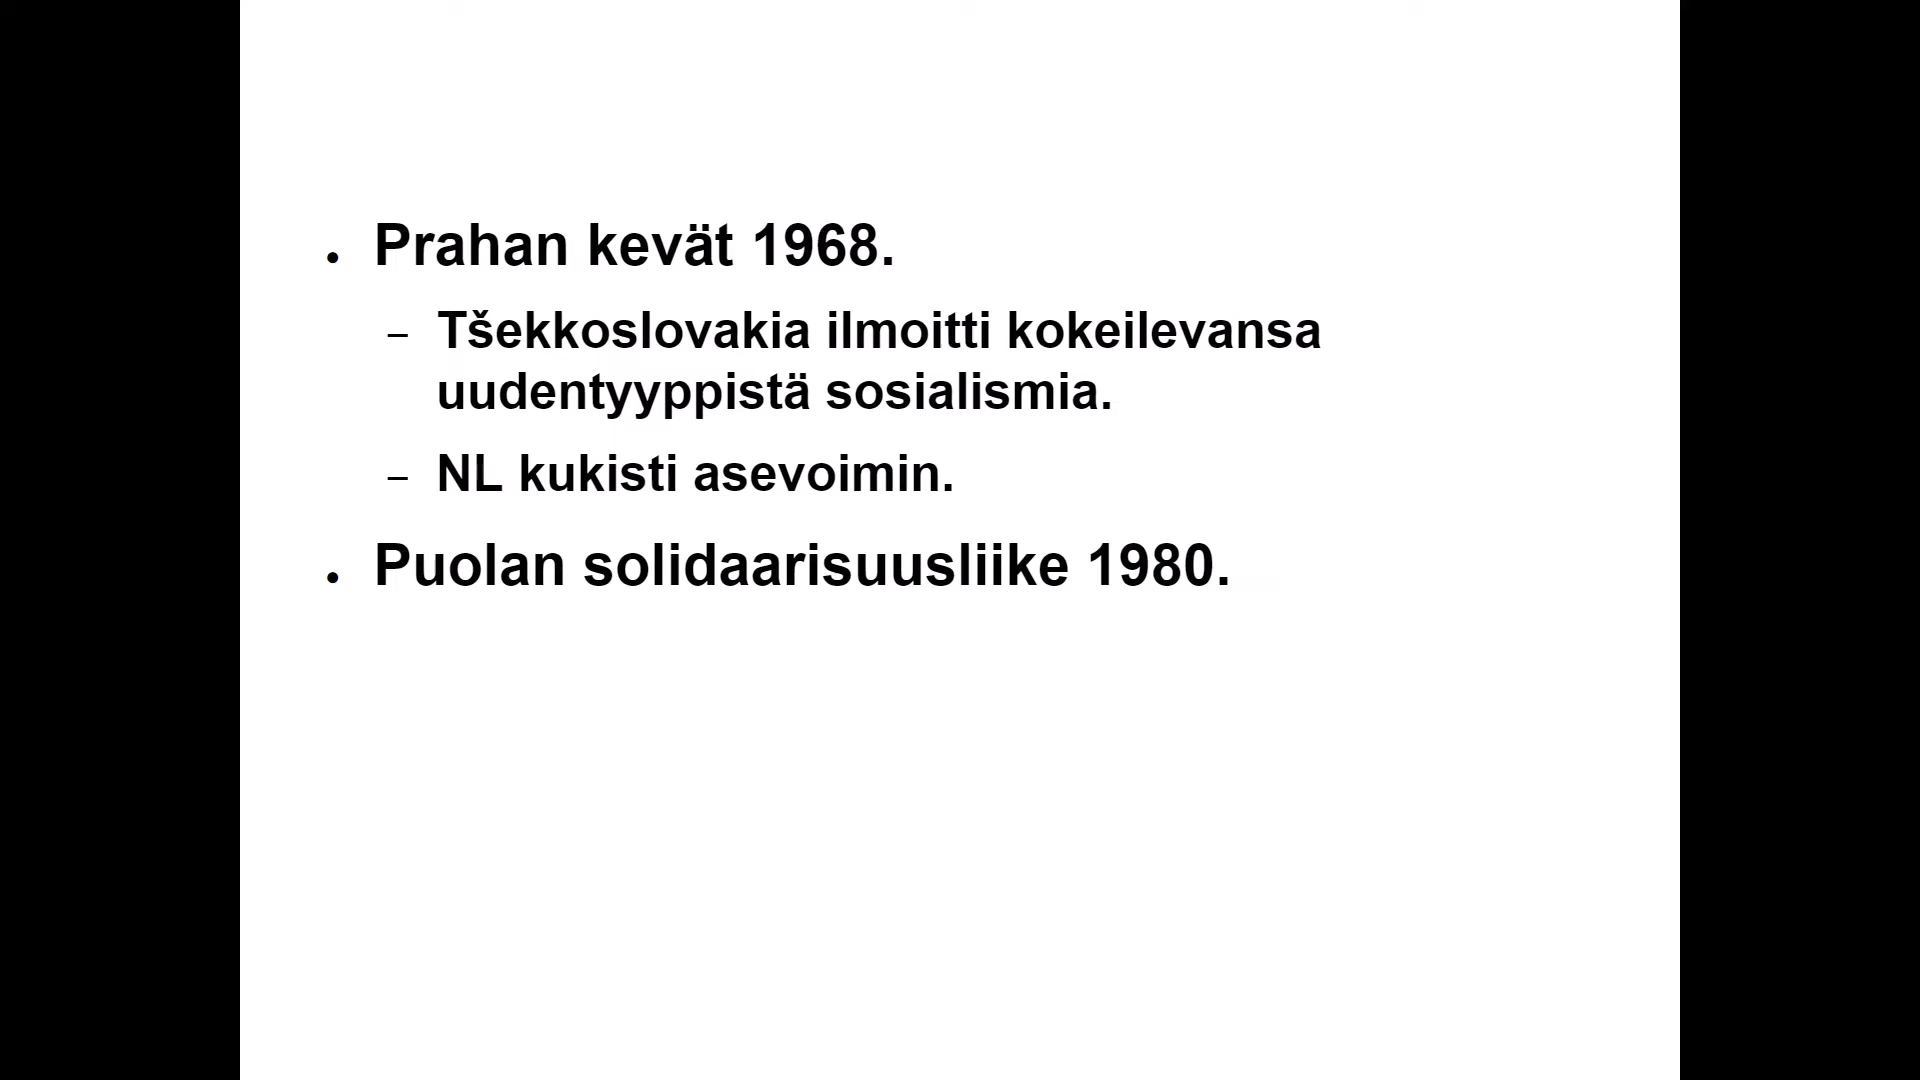 ● Prahan kevät 1968.
– Tšekkoslovakia ilmoitti kokeilevansa
uudentyyppistä sosialismia.
– NL kukisti asevoimin.
● Puolan solidaarisuusliike 1980.